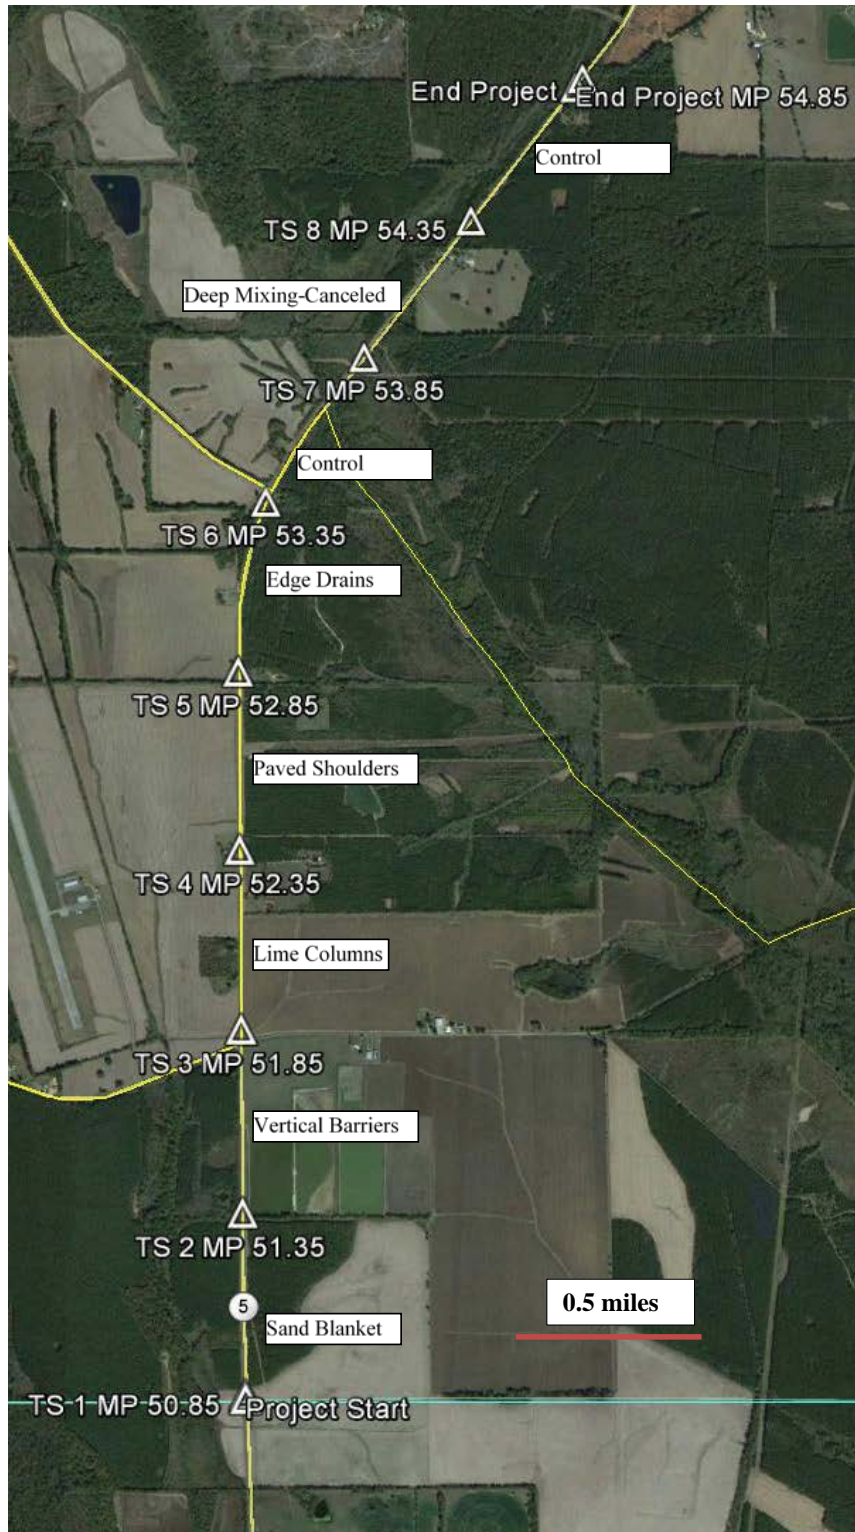 End Project
End Project MP 54.85
Control
TS 8 MP 54.35
Deep Mixing-Canceled
TS 7 MP 53.85
Control
TS 6 MP 53.35
Edge Drains
TS 5 MP 52.85
Paved Shoulders
TS 4 MP 52.35
Lime Columns
TS 3 MP 51.85
Vertical Barriers
TS 2 MP 51.35
0.5 miles
5
Sand Blanket
TS 1 MP 50.85
Project Start